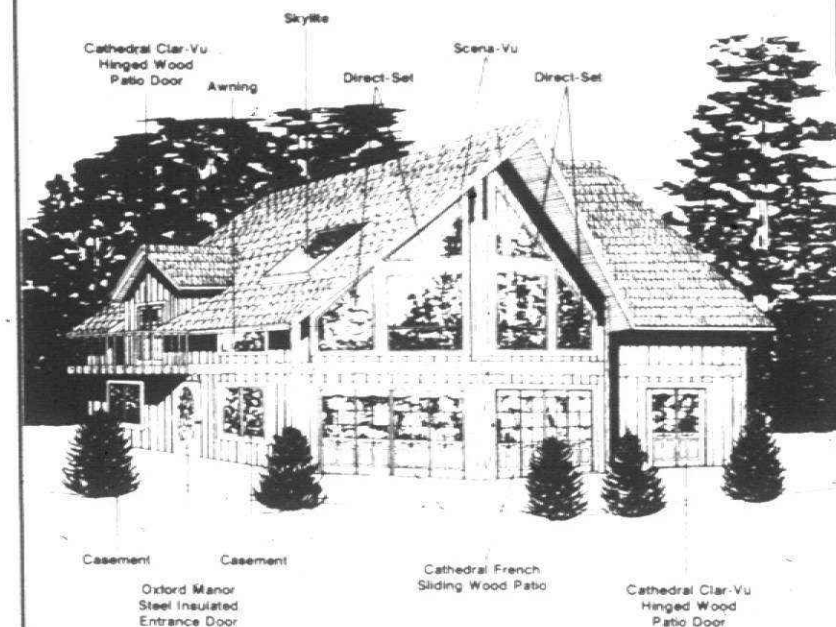 Skylite
Cathedral Clar-Vu
Hinged Wood
Patio Door
Awning
Direct-Set
Scena-Vu
Direct-Set
Casement
Oxford Manor
Steel Insulated
Entrance Door
Casement
Cathedral French
Sliding Wood Patio
Cathedral Clar-Vu
Hinged Wood
Patio Door